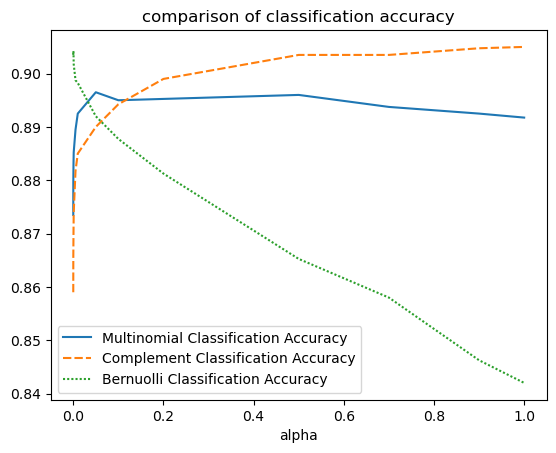 comparison of classification accuracy
0.90
0.89
0.88
0.87
0.86
0.85
0.84
Multinomial Classification Accuracy
Complement Classification Accuracy
Bernuolli Classification Accuracy
0.0 0.2 0.4 0.6 0.8 1.0
alpha